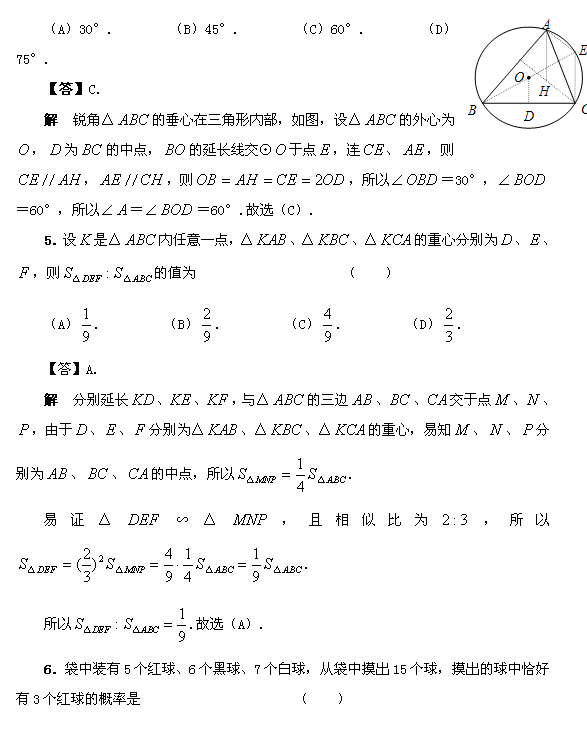 (A) 30°. (B) 45°. (C) 60°. (D)
75°.
【答】C.
解 锐角△ABC的垂心在三角形内部，如图，设△ABC的外心为
O，D为BC的中点，BO的延长线交⊙O于点E，连CE、AE，则
CE//AH，AE//CH，则OB=AH=CE=2OD，所以∠OBD=30°，∠BOD
=60°，所以∠A=∠BOD=60°.故选(C).
A
E
O
H
B
D
C
5．设K是△ABC内任意一点，△KAB、△KBC、△KCA的重心分别为D、E、
F，则S△DEF : S△ABC的值为 （ ）
(A) 1/9. (B) 2/9. (C) 4/9. (D) 2/3.
【答】A.
解 分别延长KD、KE、KF，与△ABC的三边AB、BC、CA交于点M、N、
P，由于D、E、F分别为△KAB、△KBC、△KCA的重心，易知M、N、P分
别为AB、BC、CA的中点，所以S△MNP = 1/4 S△ABC.
易证△DEF∽△MNP，且相似比为2:3，所以
S△DEF = (2/3)² S△MNP = 4/9 · 1/4 S△ABC = 1/9 S△ABC.
所以S△DEF : S△ABC = 1/9.故选(A).
6．袋中装有5个红球、6个黑球、7个白球，从袋中摸出15个球，摸出的球中恰好
有3个红球的概率是 （ ）